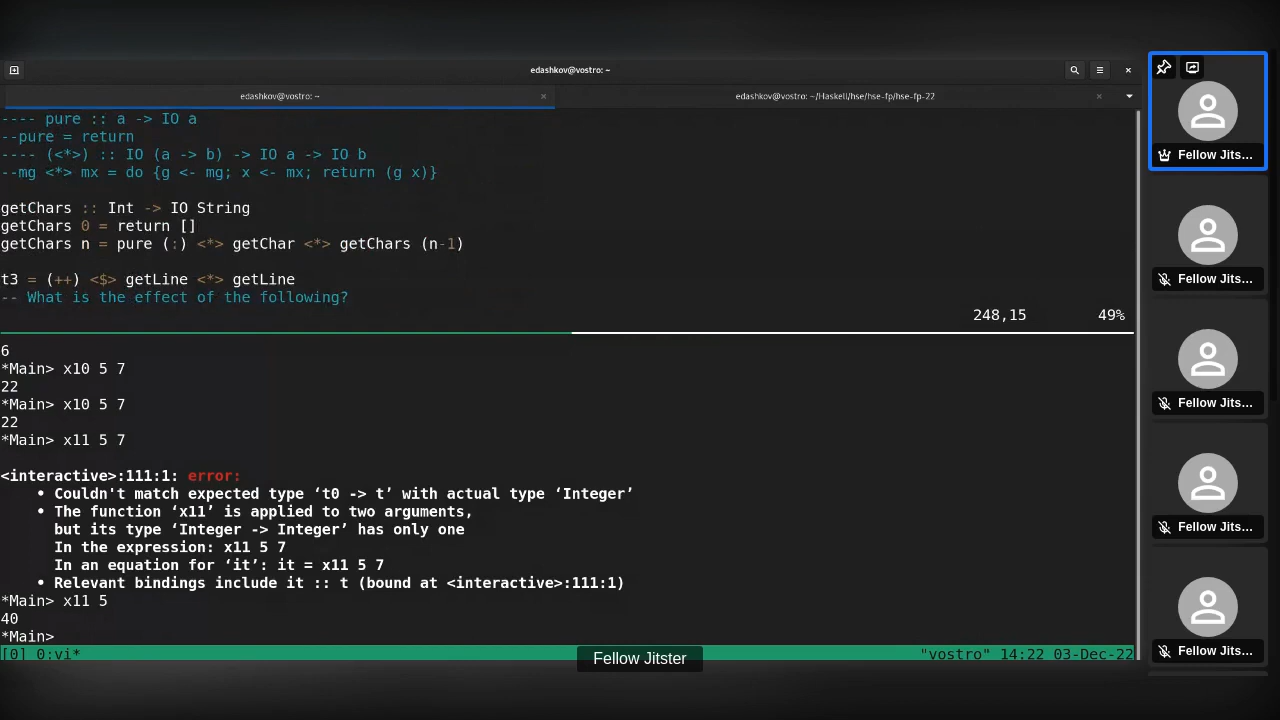 edashkov@vostro: ~
edashkov@vostro: ~
edashkov@vostro: ~/Haskell/hse/hse-fp/hse-fp-22
---- pure :: a -> IO a
--pure = return
---- (<*>) :: IO (a -> b) -> IO a -> IO b
--mg <*> mx = do {g <- mg; x <- mx; return (g x)}
getChars :: Int -> IO String
getChars 0 = return []
getChars n = pure (:) <*> getChar <*> getChars (n-1)
t3 = (++) <$> getLine <*> getLine
-- What is the effect of the following?
248,15 49%
6
*Main> x10 5 7
22
*Main> x10 5 7
22
*Main> x11 5 7
<interactive>:111:1: error:
• Couldn't match expected type ‘t0 -> t’ with actual type ‘Integer’
• The function ‘x11’ is applied to two arguments,
but its type ‘Integer -> Integer’ has only one
In the expression: x11 5 7
In an equation for ‘it’: it = x11 5 7
• Relevant bindings include it :: t (bound at <interactive>:111:1)
*Main> x11 5
40
*Main>
[0] 0:vi* "vostro" 14:22 03-Dec-22
Fellow Jitster
Fellow Jits...
Fellow Jits...
Fellow Jits...
Fellow Jits...
Fellow Jits...